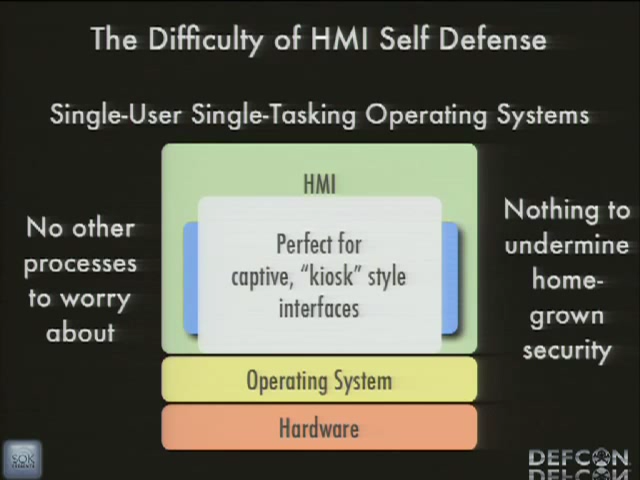 The Difficulty of HMI Self Defense
Single-User Single-Tasking Operating Systems
No other
processes
to worry
about
HMI
Perfect for
captive, "kiosk" style
interfaces
Nothing to
undermine
home-
grown
security
Operating System
Hardware
SOK
DEFCON